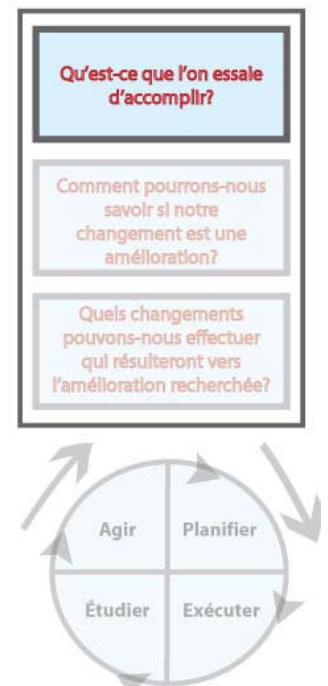 Qu'est-ce que l'on essaie
d'accomplir?
Comment pourrons-nous
savoir si notre
changement est une
amélioration?
Quels changements
pouvons-nous effectuer
qui résulteront vers
l'amélioration recherchée?
Agir
Planifier
Étudier
Exécuter